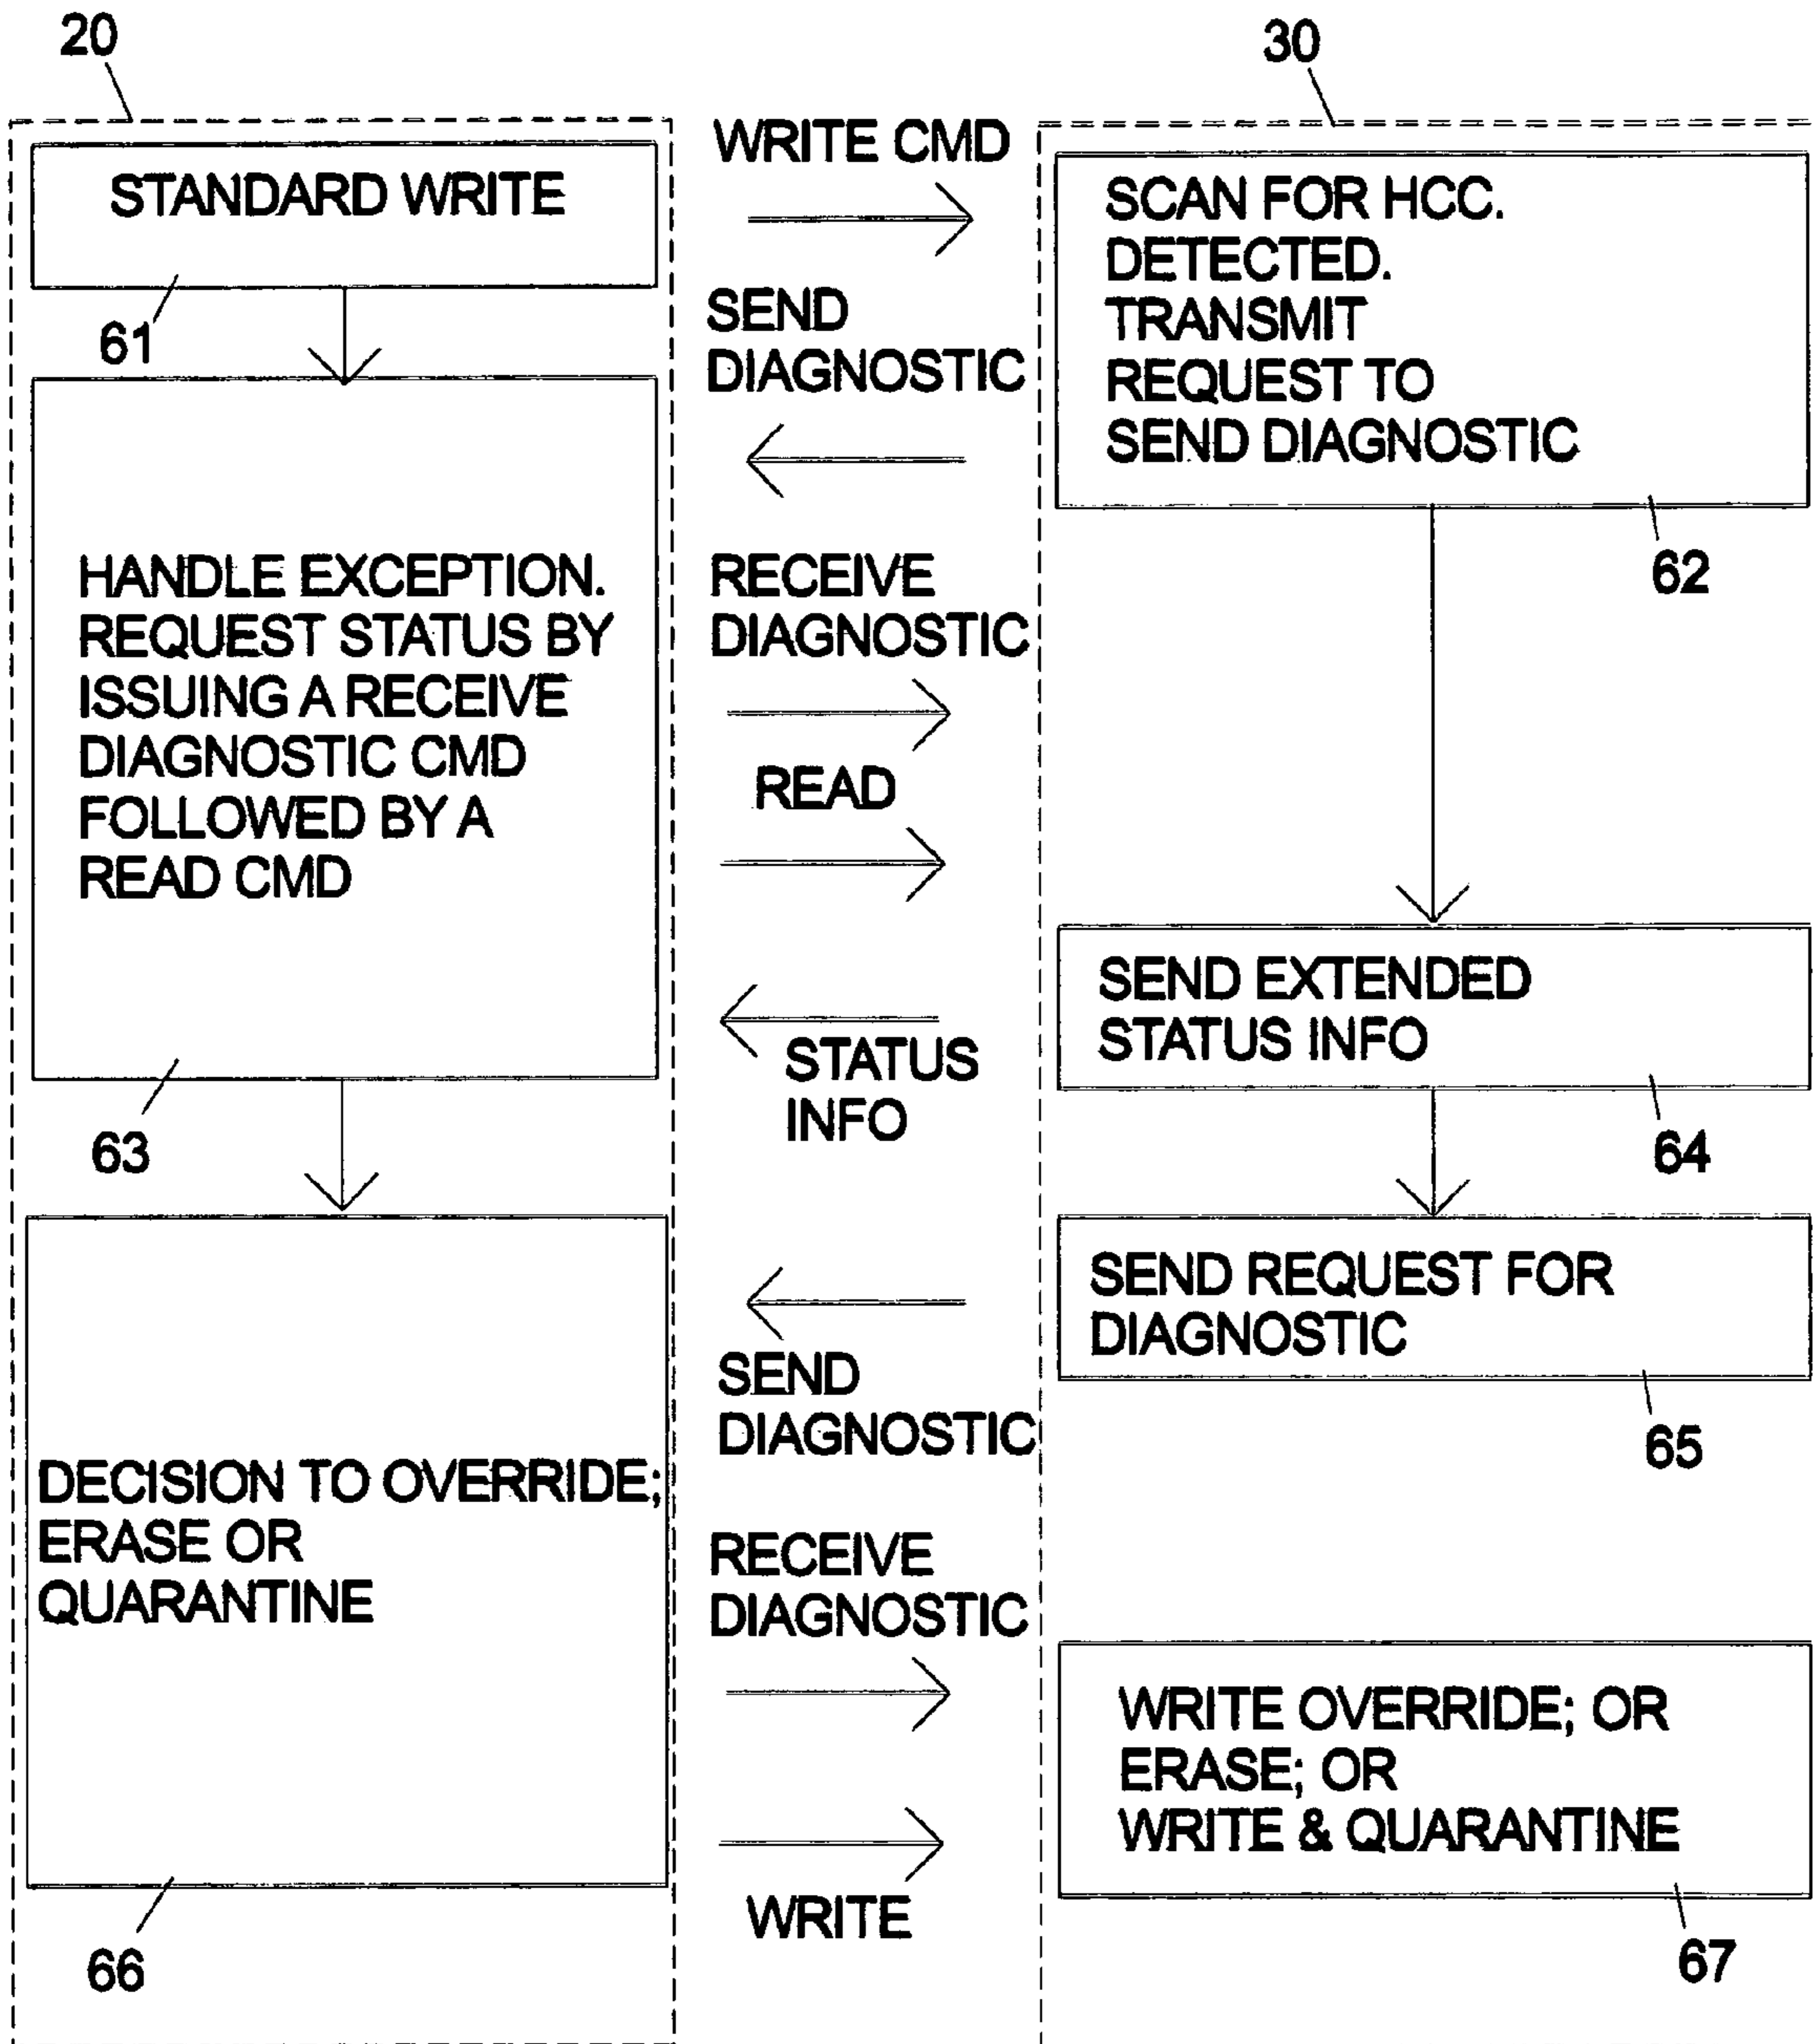 20
30
STANDARD WRITE
61
WRITE CMD
SCAN FOR HCC.
DETECTED.
TRANSMIT
REQUEST TO
SEND DIAGNOSTIC
62
SEND
DIAGNOSTIC
HANDLE EXCEPTION.
REQUEST STATUS BY
ISSUING A RECEIVE
DIAGNOSTIC CMD
FOLLOWED BY A
READ CMD
63
RECEIVE
DIAGNOSTIC
READ
SEND EXTENDED
STATUS INFO
64
STATUS
INFO
SEND REQUEST FOR
DIAGNOSTIC
65
SEND
DIAGNOSTIC
DECISION TO OVERRIDE;
ERASE OR
QUARANTINE
66
RECEIVE
DIAGNOSTIC
WRITE
WRITE OVERRIDE; OR
ERASE; OR
WRITE & QUARANTINE
67